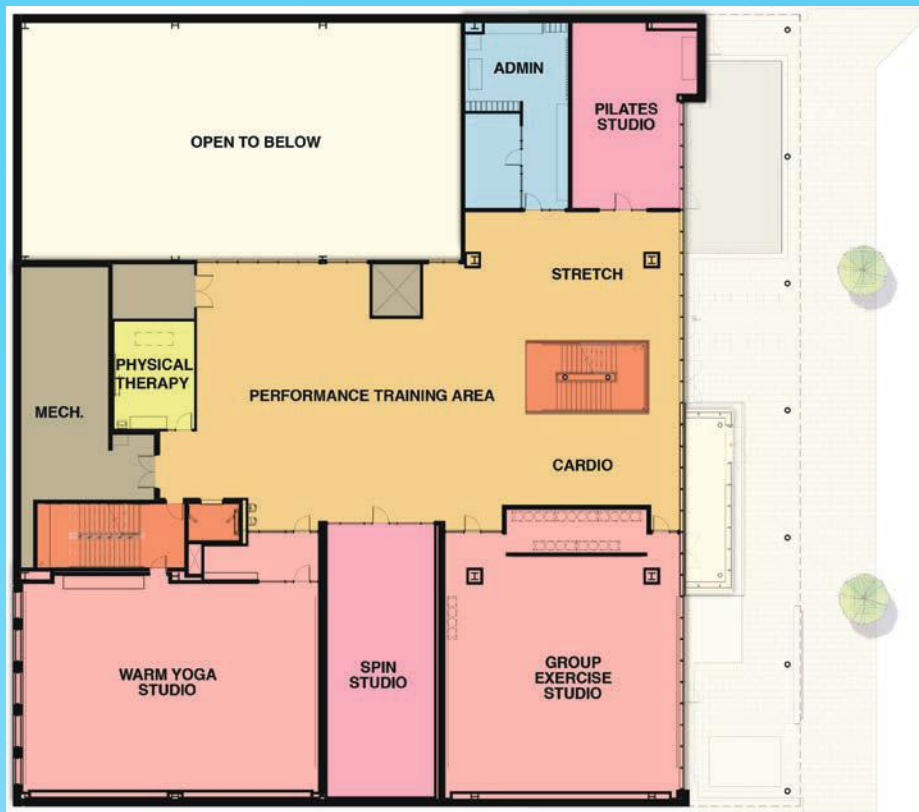 ADMIN
PILATES
STUDIO
OPEN TO BELOW
STRETCH
PHYSICAL
THERAPY
PERFORMANCE TRAINING AREA
MECH.
CARDIO
WARM YOGA
STUDIO
SPIN
STUDIO
GROUP
EXERCISE
STUDIO